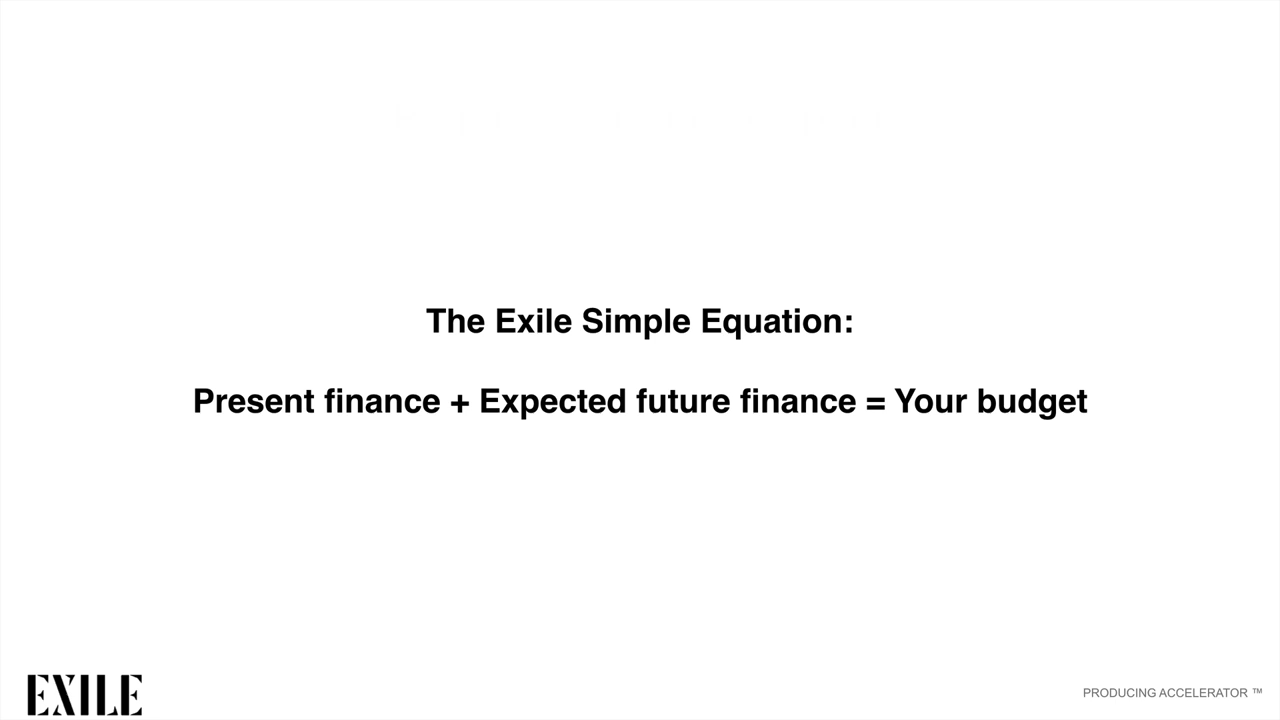 The Exile Simple Equation:
Present finance + Expected future finance = Your budget
EXILE
PRODUCING ACCELERATOR ™